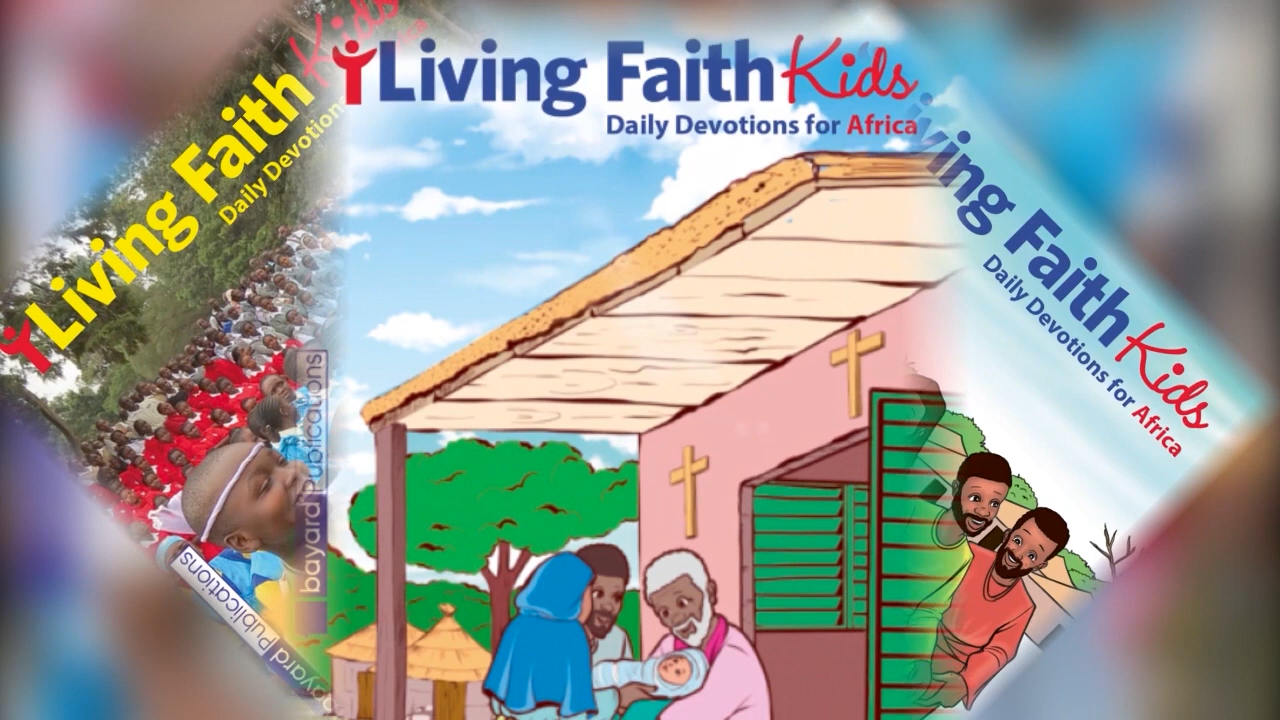 Living Faith Kids
Daily Devotions for Africa
Living Faith Kids
Daily Devotion
bayard Publications
bayard Publications
Living Faith Kids
Daily Devotions for Africa